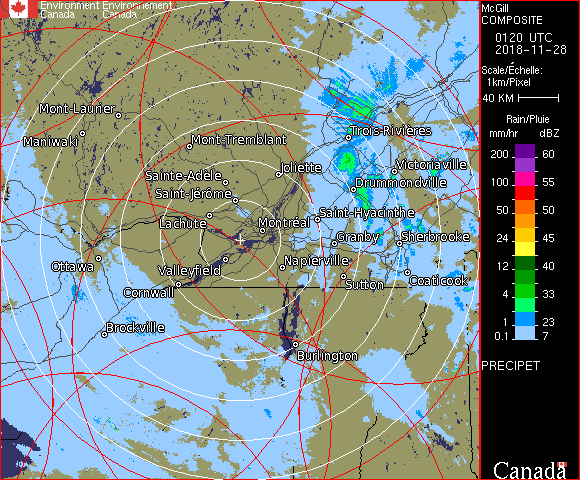 Environment Environnement
Canada Canada
McGill
COMPOSITE
0120 UTC
2018-11-28
Scale/Échelle:
1km/Pixel
40 KM
Rain/Pluie
mm/hr dBZ
200 60
100 55
50 50
24 45
12 40
4 33
1 23
0.1 7
PRECIPET
Mont-Laurier
Maniwaki
Mont-Tremblant
Trois-Rivières
Joliette
Victoriaville
Sainte-Adèle
Drummondville
Saint-Jérôme
Saint-Hyacinthe
Lachute
Montréal
Granby
Sherbrooke
Ottawa
Valleyfield
Napierville
Sutton
Coaticook
Cornwall
Brockville
Burlington
Canada